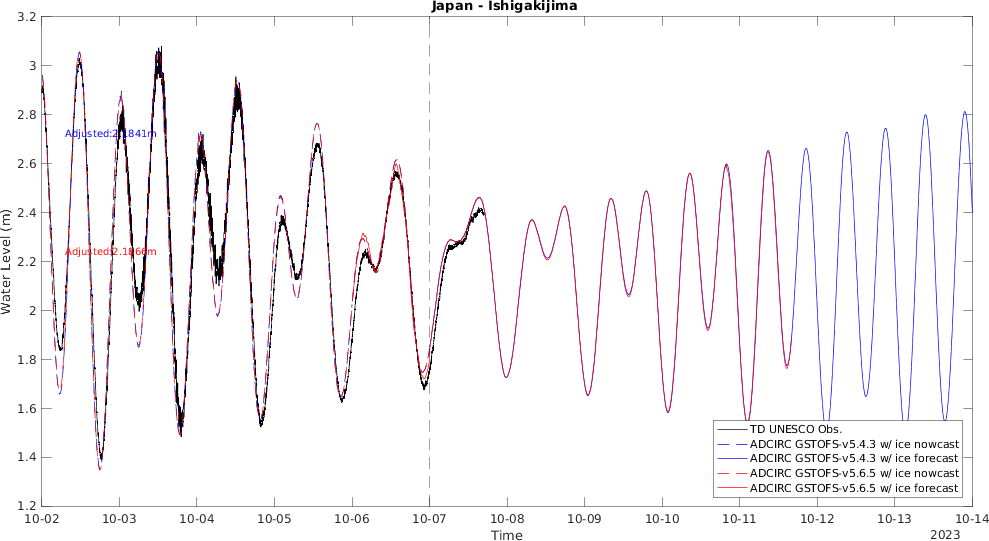 Japan - Ishigakijima
3.2
3
2.8
2.6
2.4
2.2
2
1.8
1.6
1.4
1.2
Water Level (m)
Adjusted:2.1841m
Adjusted:2.1866m
TD UNESCO Obs.
ADCIRC GSTOFS-v5.4.3 w/ ice nowcast
ADCIRC GSTOFS-v5.4.3 w/ ice forecast
ADCIRC GSTOFS-v5.6.5 w/ ice nowcast
ADCIRC GSTOFS-v5.6.5 w/ ice forecast
10-02 10-03 10-04 10-05 10-06 10-07 10-08 10-09 10-10 10-11 10-12 10-13 10-14
Time
2023